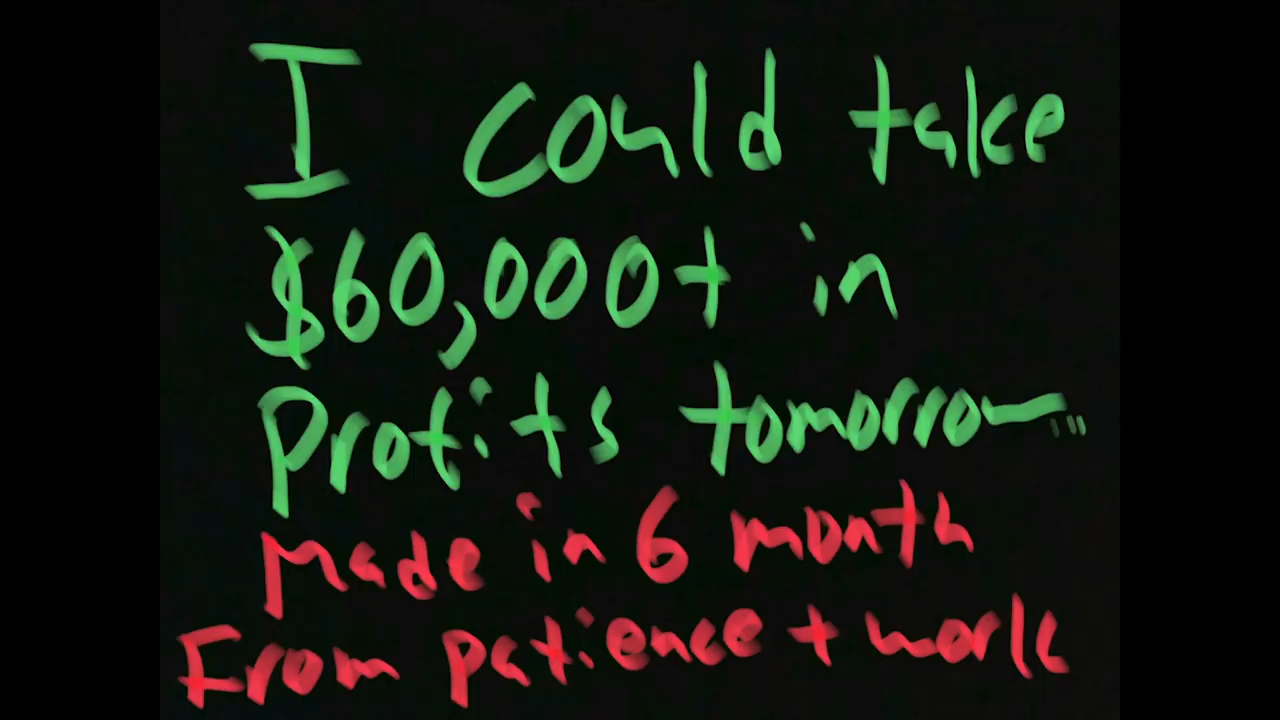 I could take
$60,000+ in
Profits tomorrow...
Made in 6 month
From patience + work